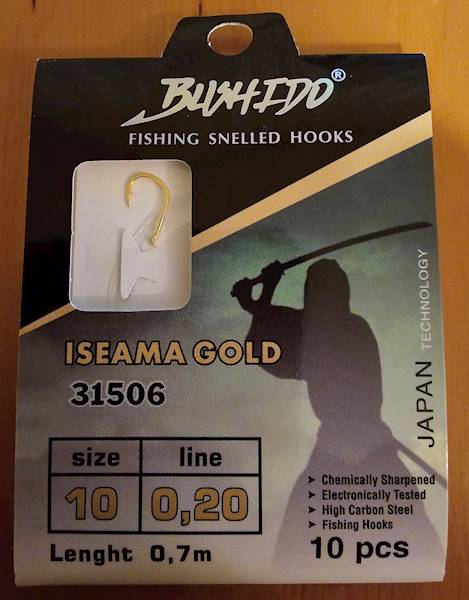 BUSHIDO®
FISHING SNELLED HOOKS
ISEAMA GOLD
31506
size line
10 0,20
Lenght 0,7m
JAPAN TECHNOLOGY
➤ Chemically Sharpened
➤ Electronically Tested
➤ High Carbon Steel
➤ Fishing Hooks
10 pcs